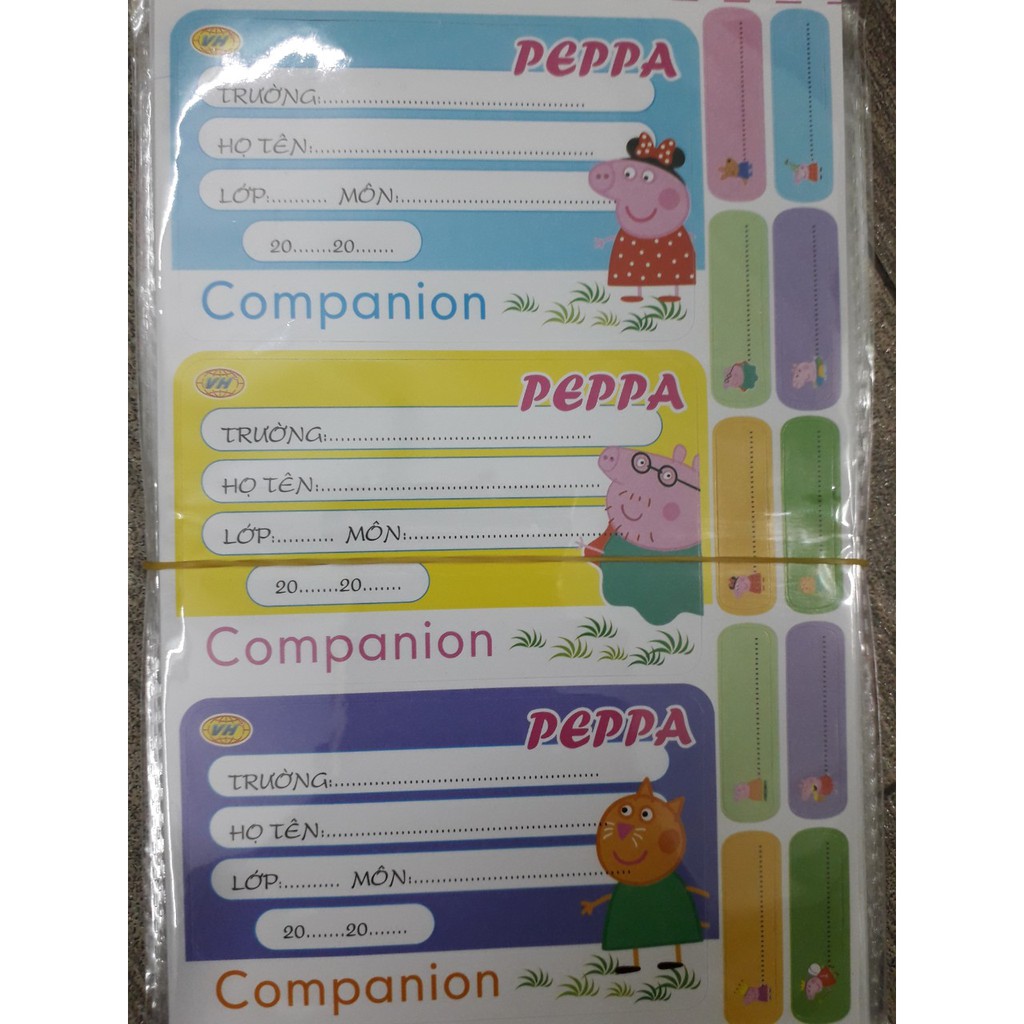 VH
PEPPA
TRƯỜNG:..........................................
HỌ TÊN:..........................................
LỚP:.......... MÔN:...................................
20.......20.......
Companion
VH
PEPPA
TRƯỜNG:..........................................
HỌ TÊN:..........................................
LỚP:.......... MÔN:...................................
20.......20.......
Companion
VH
PEPPA
TRƯỜNG:..........................................
HỌ TÊN:..........................................
LỚP:.......... MÔN:...................................
20.......20.......
Companion